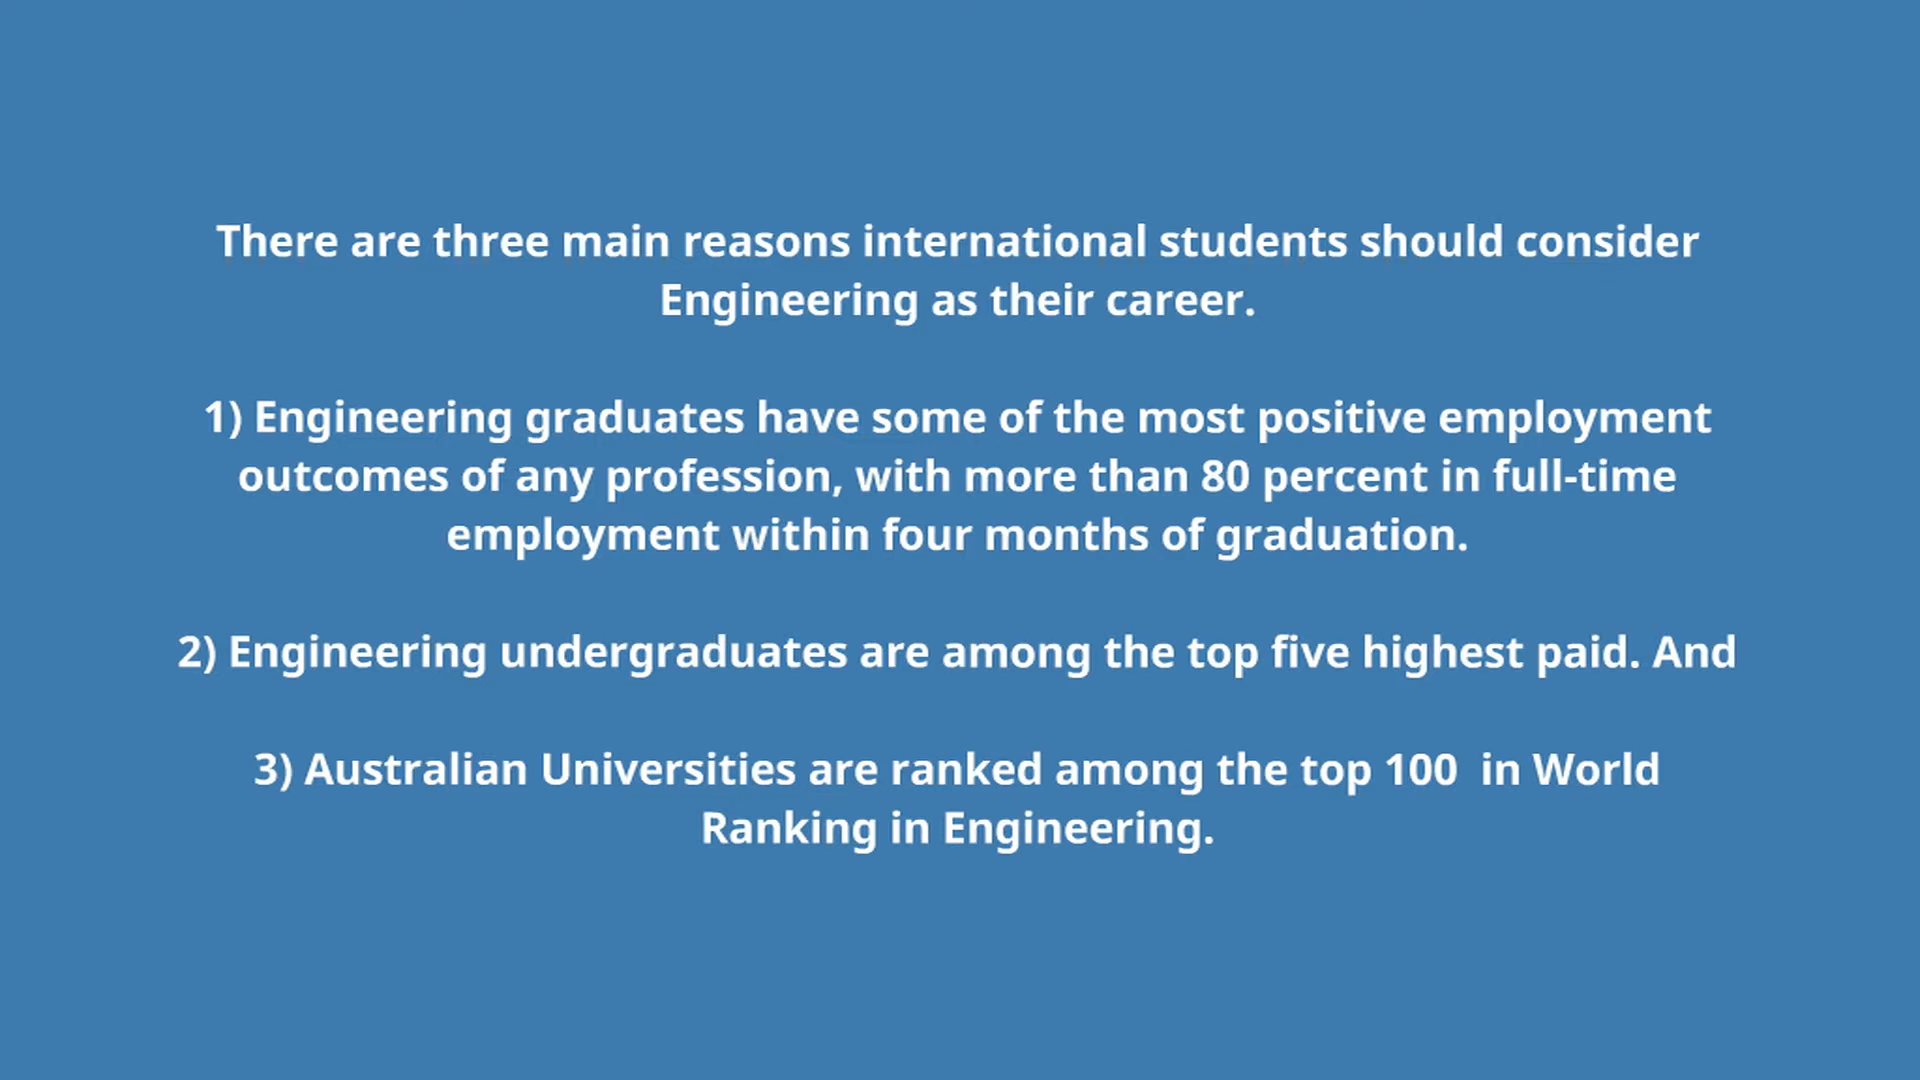 There are three main reasons international students should consider
Engineering as their career.
1) Engineering graduates have some of the most positive employment
outcomes of any profession, with more than 80 percent in full-time
employment within four months of graduation.
2) Engineering undergraduates are among the top five highest paid. And
3) Australian Universities are ranked among the top 100  in World
Ranking in Engineering.